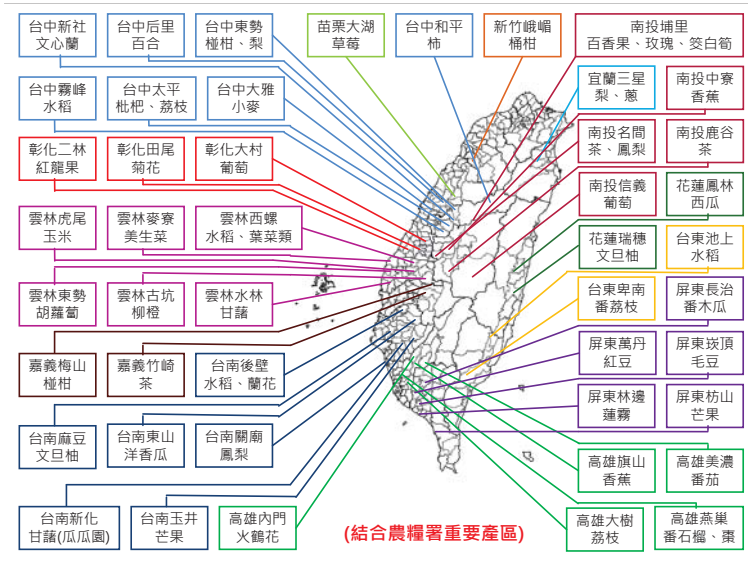 台中新社
文心蘭
台中后里
百合
台中東勢
椪柑、梨
苗栗大湖
草莓
台中和平
柿
新竹峨嵋
桶柑
南投埔里
百香果、玫瑰、筊白筍
台中霧峰
水稻
台中太平
枇杷、荔枝
台中大雅
小麥
宜蘭三星
梨、蔥
南投中寮
香蕉
彰化二林
紅龍果
彰化田尾
菊花
彰化大村
葡萄
南投名間
茶、鳳梨
南投鹿谷
茶
南投信義
葡萄
花蓮鳳林
西瓜
雲林虎尾
玉米
雲林麥寮
美生菜
雲林西螺
水稻、葉菜類
花蓮瑞穗
文旦柚
台東池上
水稻
雲林東勢
胡蘿蔔
雲林古坑
柳橙
雲林水林
甘藷
台東卑南
番荔枝
屏東長治
番木瓜
嘉義梅山
椪柑
嘉義竹崎
茶
台南後壁
水稻、蘭花
屏東萬丹
紅豆
屏東崁頂
毛豆
屏東林邊
蓮霧
屏東枋山
芒果
台南麻豆
文旦柚
台南東山
洋香瓜
台南關廟
鳳梨
高雄旗山
香蕉
高雄美濃
番茄
台南新化
甘藷(瓜瓜園)
台南玉井
芒果
高雄內門
火鶴花
(結合農糧署重要產區)
高雄大樹
荔枝
高雄燕巢
番石榴、棗